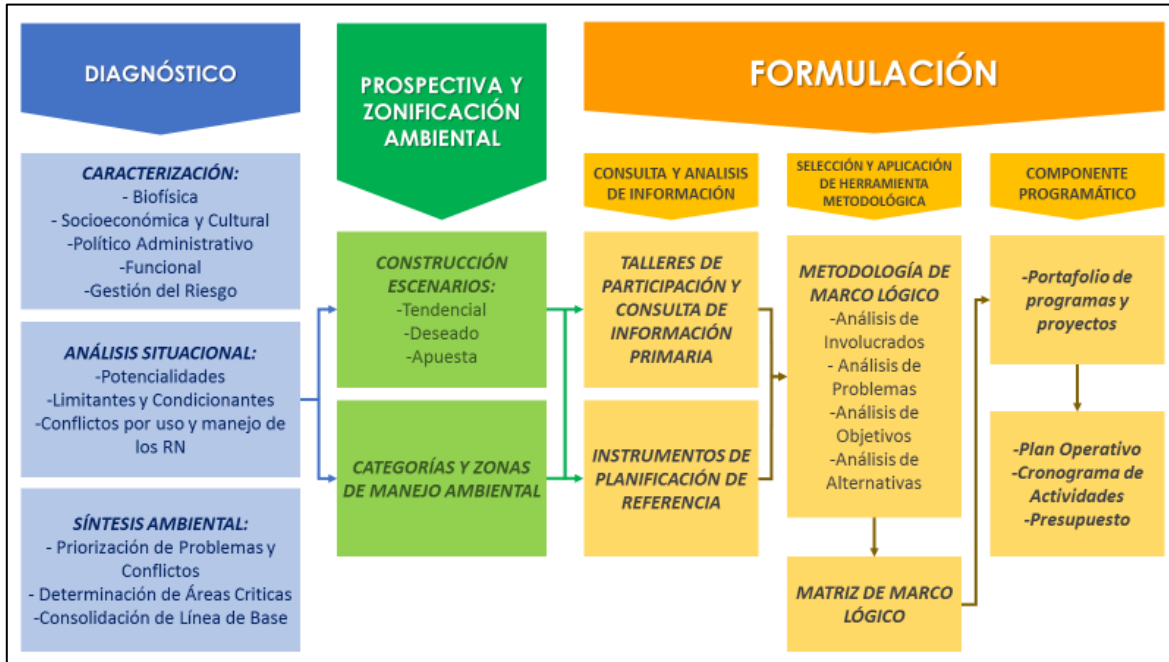 DIAGNÓSTICO
CARACTERIZACIÓN:
- Biofísica
- Socioeconómica y Cultural
-Político Administrativo
-Funcional
-Gestión del Riesgo
ANÁLISIS SITUACIONAL:
-Potencialidades
-Limitantes y Condicionantes
-Conflictos por uso y manejo de
los RN
SÍNTESIS AMBIENTAL:
- Priorización de Problemas y
Conflictos
- Determinación de Áreas Criticas
-Consolidación de Línea de Base
PROSPECTIVA Y
ZONIFICACIÓN
AMBIENTAL
CONSTRUCCIÓN
ESCENARIOS:
-Tendencial
-Deseado
-Apuesta
CATEGORÍAS Y ZONAS
DE MANEJO AMBIENTAL
FORMULACIÓN
CONSULTA Y ANALISIS
DE INFORMACIÓN
TALLERES DE
PARTICIPACIÓN Y
CONSULTA DE
INFORMACIÓN
PRIMARIA
INSTRUMENTOS DE
PLANIFICACIÓN DE
REFERENCIA
SELECCIÓN Y APLICACIÓN
DE HERRAMIENTA
METODOLÓGICA
METODOLOGÍA DE
MARCO LÓGICO
-Análisis de
Involucrados
- Análisis de
Problemas
-Análisis de
Objetivos
-Análisis de
Alternativas
MATRIZ DE MARCO
LÓGICO
COMPONENTE
PROGRAMÁTICO
-Portafolio de
programas y
proyectos
-Plan Operativo
-Cronograma de
Actividades
-Presupuesto